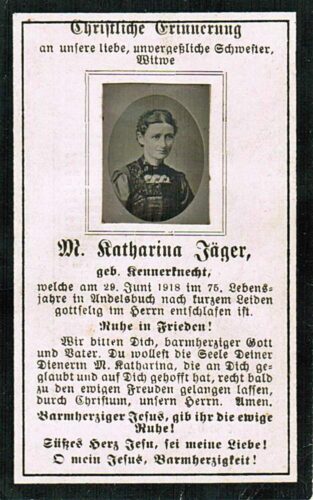 Christliche Erinnerung
an unsere liebe, unvergeßliche Schwester,
Witwe
M. Katharina Jäger,
geb. Kennerknecht,
welche am 29. Juni 1918 im 75. Lebens-
jahre in Andelsbuch nach kurzem Leiden
gottselig im Herrn entschlafen ist.
Ruhe in Frieden!
Wir bitten Dich, barmherziger Gott
und Vater. Du wollest die Seele Deiner
Dienerin M. Katharina, die an Dich ge-
glaubt und auf Dich gehofft hat, recht bald
zu den ewigen Freuden gelangen lassen,
durch Christum, unsern Herrn. Amen.
Barmherziger Jesus, gib ihr die ewige
Ruhe!
Süßes Herz Jesu, sei meine Liebe!
O mein Jesus, Barmherzigkeit!